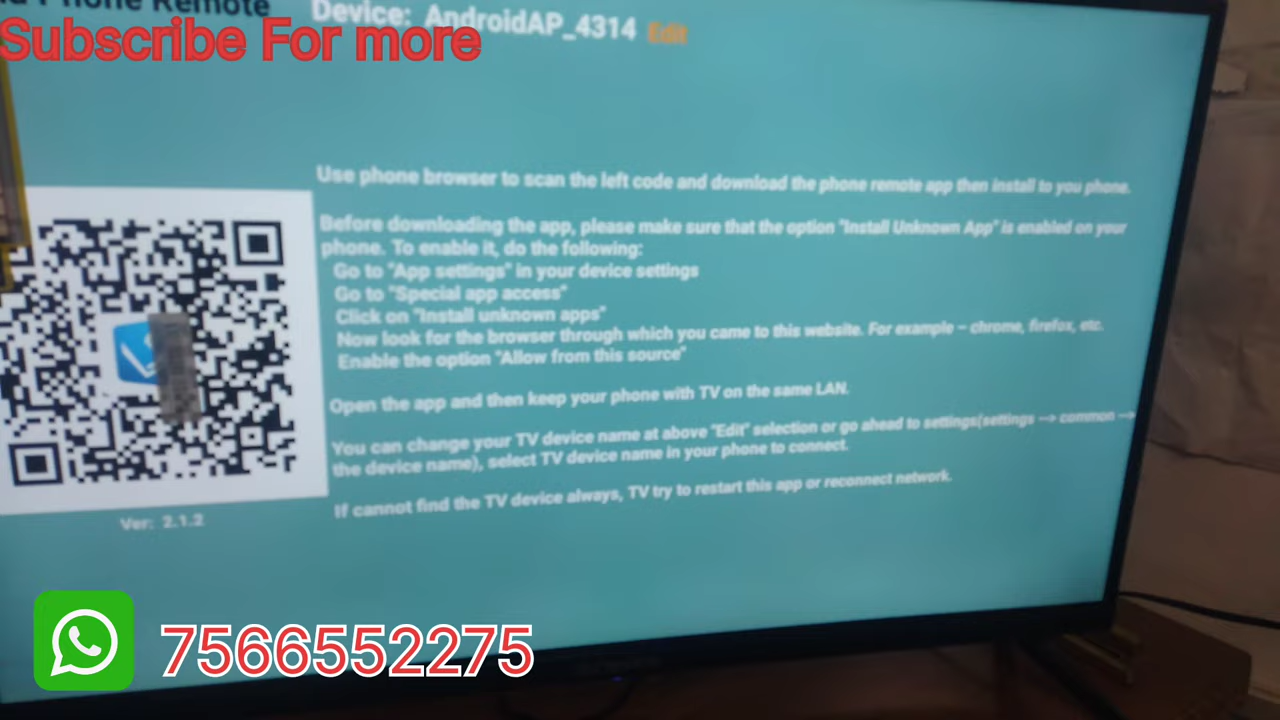 Phone Remote
Device: AndroidAP_4314 Edit
Subscribe For more
Use phone browser to scan the left code and download the phone remote app then install to you phone.
Before downloading the app, please make sure that the option "Install Unknown App" is enabled on your
phone. To enable it, do the following:
Go to "App settings" in your device settings
Go to "Special app access"
Click on "Install unknown apps"
Now look for the browser through which you came to this website. For example – chrome, firefox, etc.
Enable the option "Allow from this source"
Open the app and then keep your phone with TV on the same LAN.
You can change your TV device name at above "Edit" selection or go ahead to settings(settings --> common -->
the device name), select TV device name in your phone to connect.
If cannot find the TV device always, TV try to restart this app or reconnect network.
Ver: 2.1.2
7566552275